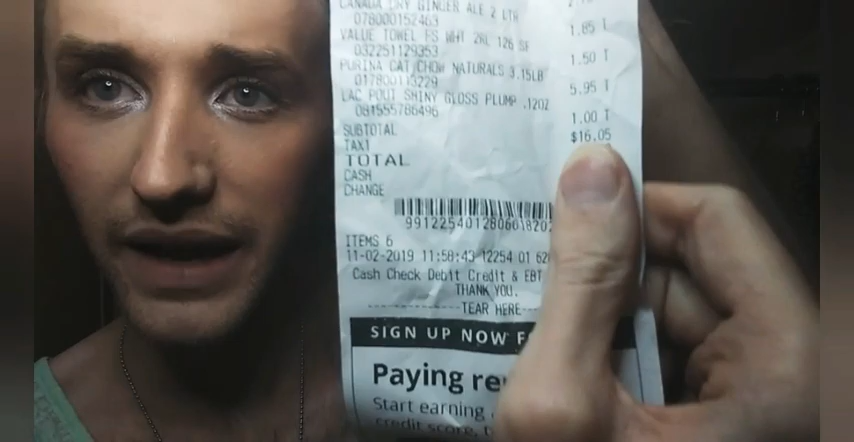 CANADA DRY GINGER ALE 2 LTR
078000152463
1.85 T
VALUE TOWEL FS WHT 2RL 126 SF
032251129353
1.50 T
PURINA CAT CHOW NATURALS 3.15LB
5.95 T
LAC POUT SHINY GLOSS PLUMP .12OZ
081555786496
1.00 T
SUBTOTAL $16.05
TAX1
TOTAL
CASH
CHANGE
ITEMS 6
11-02-2019 11:58:43 12254 01
Cash Check Debit Credit & EBT
THANK YOU.
TEAR HERE
SIGN UP NOW
Paying
Start earning
credit score,